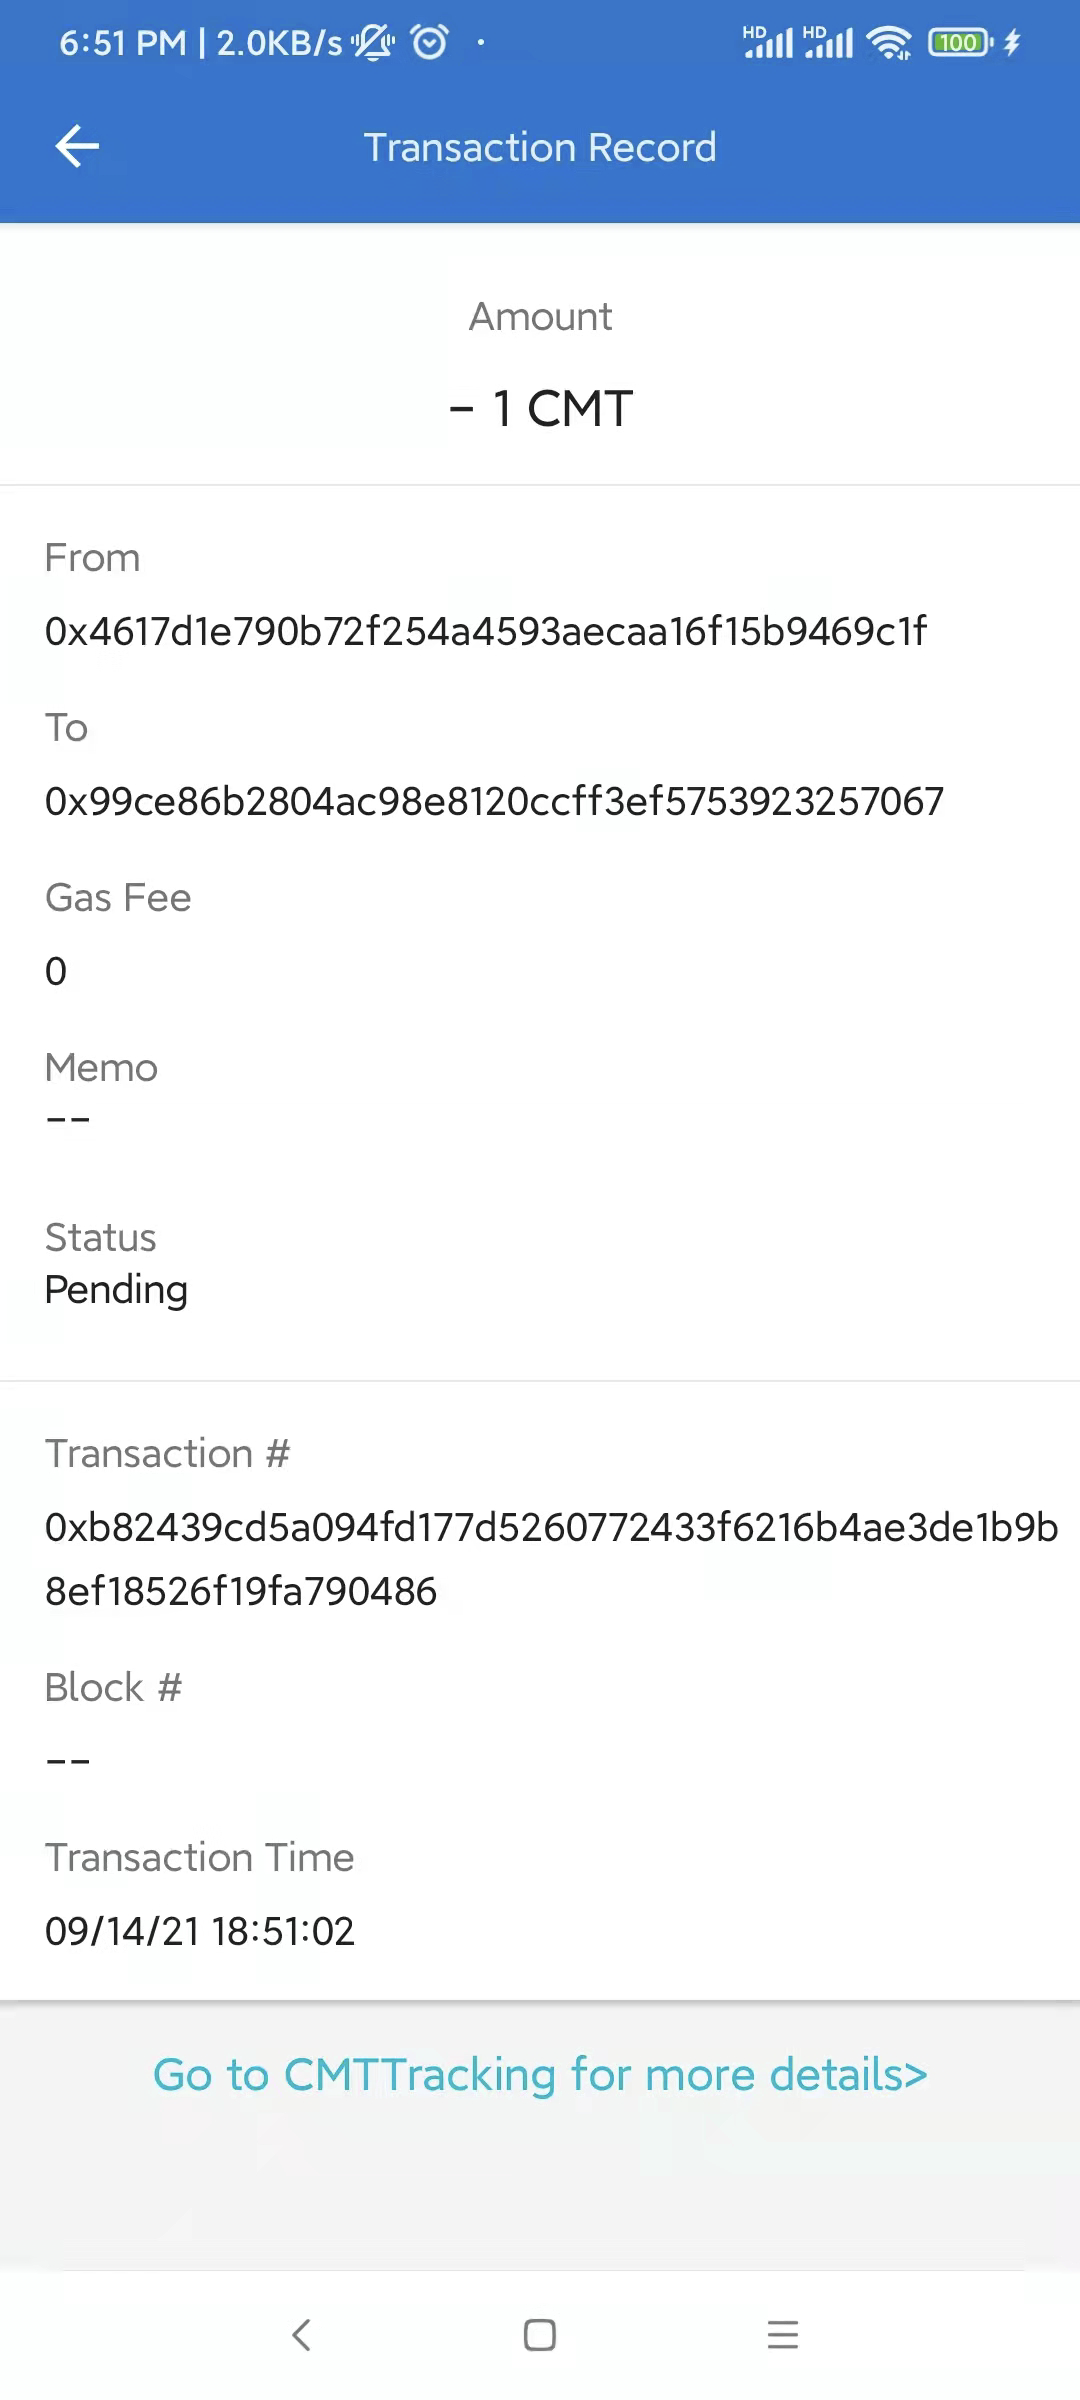 6:51 PM | 2.0KB/s
HD HD 100
Transaction Record
Amount
- 1 CMT
From
0x4617d1e790b72f254a4593aecaa16f15b9469c1f
To
0x99ce86b2804ac98e8120ccff3ef5753923257067
Gas Fee
0
Memo
--
Status
Pending
Transaction #
0xb82439cd5a094fd177d5260772433f6216b4ae3de1b9b
8ef18526f19fa790486
Block #
--
Transaction Time
09/14/21 18:51:02
Go to CMTTracking for more details>